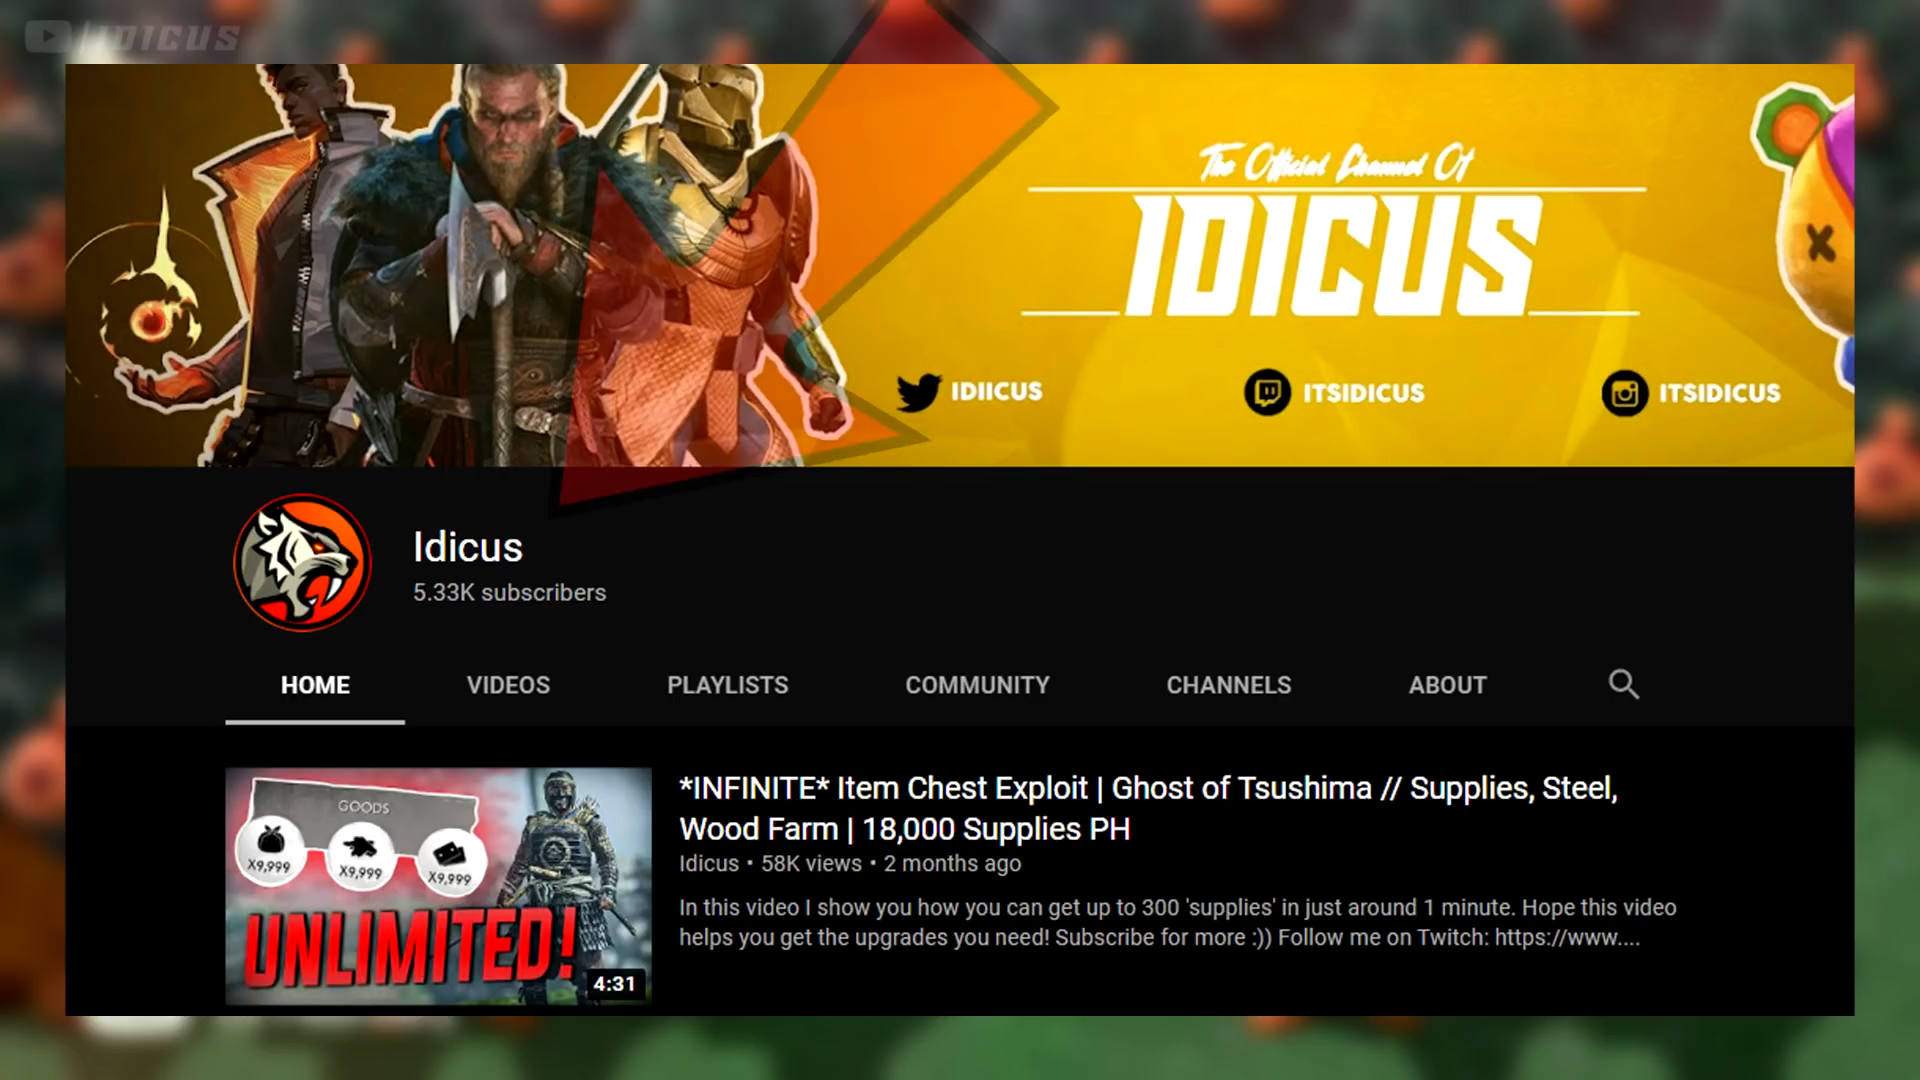 IDICUS
The Official Channel Of
IDICUS
IDIICUS
ITSIDICUS
ITSIDICUS
Idicus
5.33K subscribers
HOME
VIDEOS
PLAYLISTS
COMMUNITY
CHANNELS
ABOUT
GOODS
X9,999
X9,999
X9,999
UNLIMITED!
4:31
*INFINITE* Item Chest Exploit | Ghost of Tsushima // Supplies, Steel,
Wood Farm | 18,000 Supplies PH
Idicus • 58K views • 2 months ago
In this video I show you how you can get up to 300 'supplies' in just around 1 minute. Hope this video
helps you get the upgrades you need! Subscribe for more :)) Follow me on Twitch: https://www....